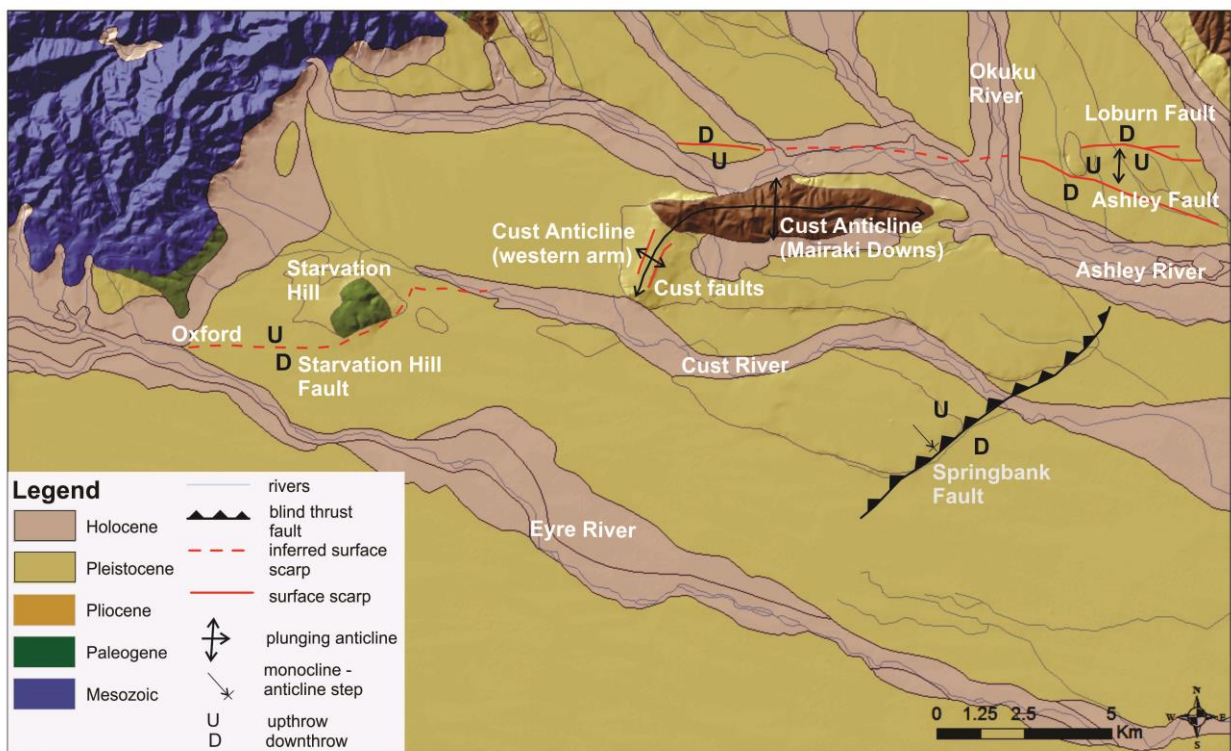 Okuku
River
Loburn Fault
D
D
U
U
U
D
Ashley Fault
Cust Anticline
(western arm)
Cust Anticline
(Mairaki Downs)
Cust faults
Ashley River
Starvation
Hill
Oxford
U
D
Starvation Hill
Fault
Cust River
U
D
Springbank
Fault
Eyre River
Legend
Holocene
Pleistocene
Pliocene
Paleogene
Mesozoic
rivers
blind thrust
fault
inferred surface
scarp
surface scarp
plunging anticline
monocline -
anticline step
U upthrow
D downthrow
0 1.25 2.5 5
Km
N
W E
S